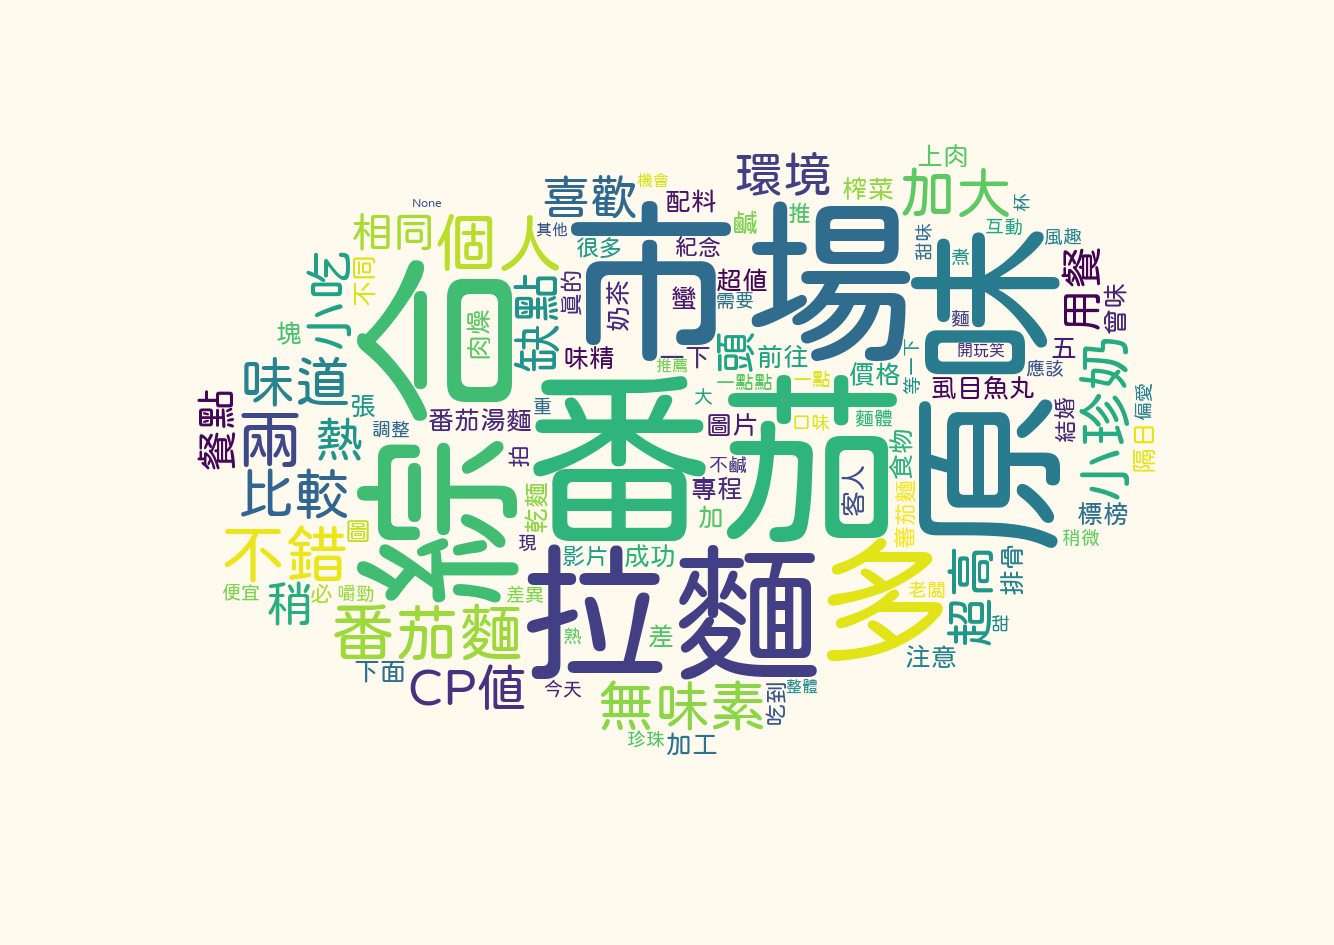 上肉
環境
榨菜
加大
機會
喜歡
配料
杯
None
相同
個人
其他
市場
鹹
推
互動
風趣
很多
紀念
甜味
煮
用餐
小吃
不同
綜合
缺點
真的
奶茶
蠻
超值
需要
原味
麵
會味
塊
肉燥
味精
一下
頭
前往
等一下
開玩笑
五
味道
推薦
一點點
一點
價格
應該
小珍奶
餐點
張
番茄湯麵
重
大
虱目魚丸
偏愛
兩
熱
調整
番茄
圖片
口味
麵體
結婚
隔日
比較
拍
不鹹
食物
乾麵
專程
客人
蕃茄麵
標榜
加
不錯
圖
現
影片
成功
稍微
拉麵
多
超高
排骨
便宜
稍
必
嚼勁
差異
老闆
番茄麵
熟
差
甜
注意
下面
CP值
今天
無味素
吃到
整體
珍珠
加工